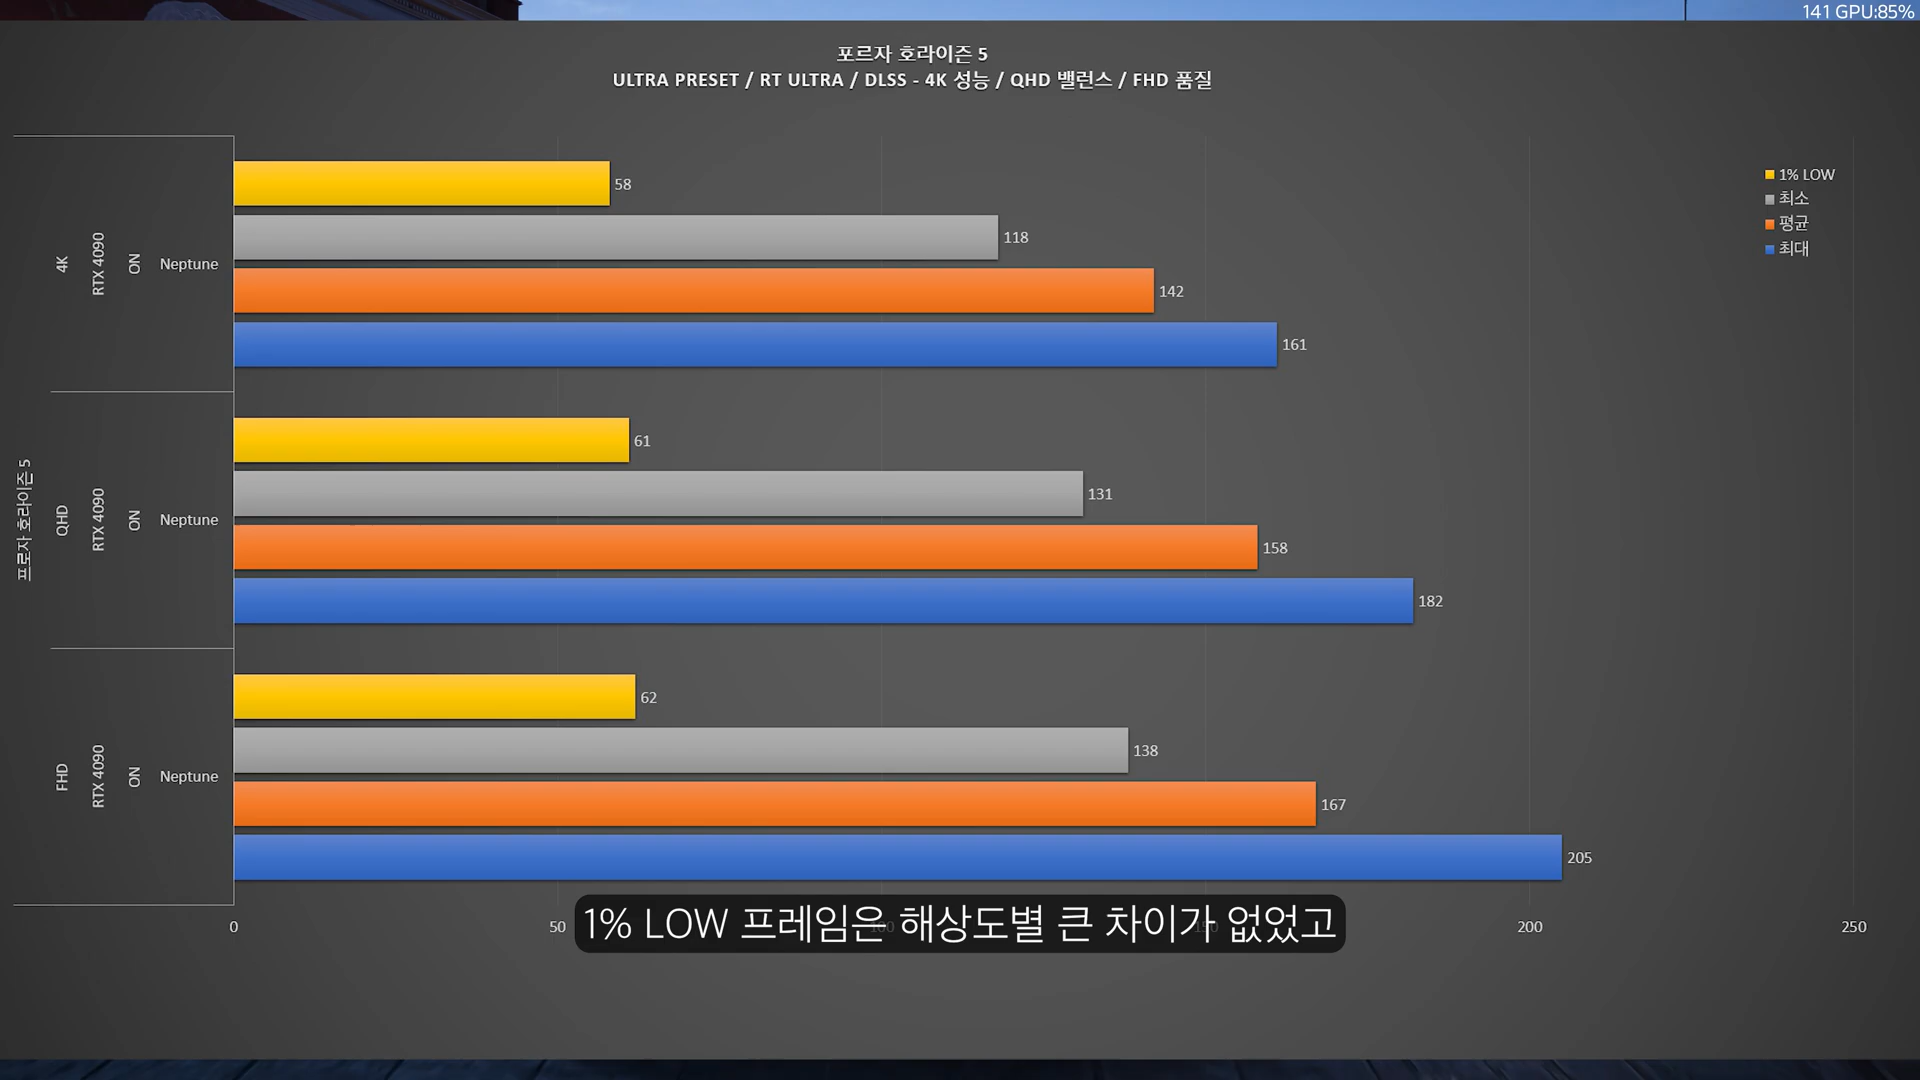 141 GPU:85%
포르자 호라이즌 5
ULTRA PRESET / RT ULTRA / DLSS - 4K 성능 / QHD 밸런스 / FHD 품질
1% LOW
최소
평균
최대
프로자 호라이즌 5
4K
RTX 4090
ON
Neptune
58
118
142
161
QHD
RTX 4090
ON
Neptune
61
131
158
182
FHD
RTX 4090
ON
Neptune
62
138
167
205
0 50 100 150 200 250
1% LOW 프레임은 해상도별 큰 차이가 없었고